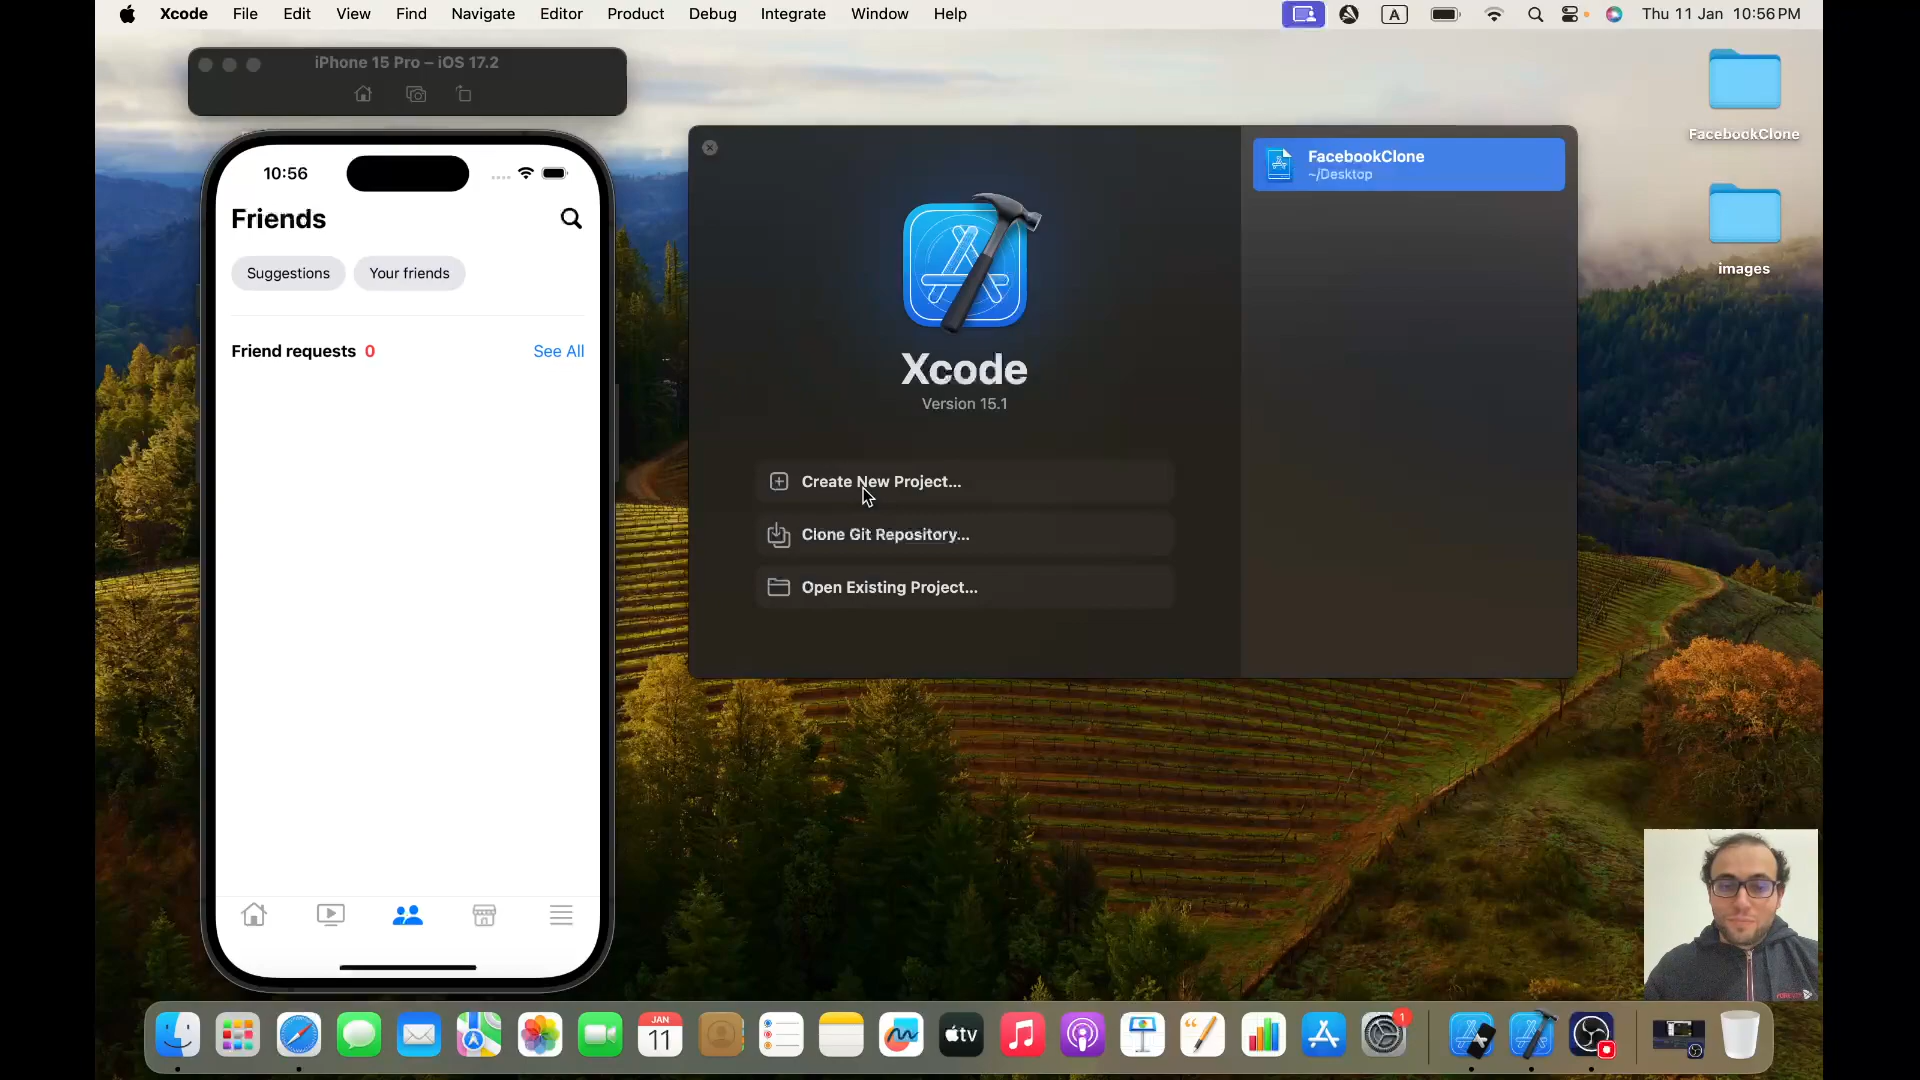 Xcode File Edit View Find Navigate Editor Product Debug Integrate Window Help
A
Thu 11 Jan 10:56 PM
iPhone 15 Pro – iOS 17.2
10:56
Friends
Suggestions
Your friends
Friend requests 0
See All
Xcode
Version 15.1
Create New Project...
Clone Git Repository...
Open Existing Project...
FacebookClone
~/Desktop
FacebookClone
images
JAN
11
tv
1